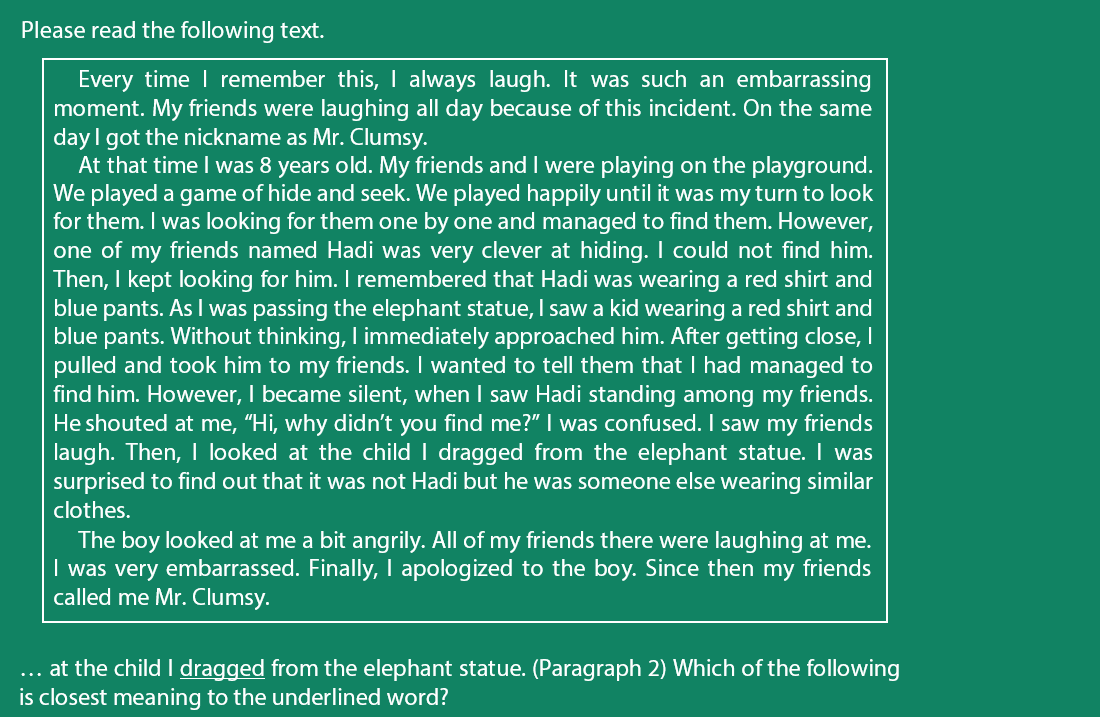 Please read the following text.
Every time I remember this, I always laugh. It was such an embarrassing
moment. My friends were laughing all day because of this incident. On the same
day I got the nickname as Mr. Clumsy.
At that time I was 8 years old. My friends and I were playing on the playground.
We played a game of hide and seek. We played happily until it was my turn to look
for them. I was looking for them one by one and managed to find them. However,
one of my friends named Hadi was very clever at hiding. I could not find him.
Then, I kept looking for him. I remembered that Hadi was wearing a red shirt and
blue pants. As I was passing the elephant statue, I saw a kid wearing a red shirt and
blue pants. Without thinking, I immediately approached him. After getting close, I
pulled and took him to my friends. I wanted to tell them that I had managed to
find him. However, I became silent, when I saw Hadi standing among my friends.
He shouted at me, “Hi, why didn’t you find me?” I was confused. I saw my friends
laugh. Then, I looked at the child I dragged from the elephant statue. I was
surprised to find out that it was not Hadi but he was someone else wearing similar
clothes.
The boy looked at me a bit angrily. All of my friends there were laughing at me.
I was very embarrassed. Finally, I apologized to the boy. Since then my friends
called me Mr. Clumsy.
… at the child I dragged from the elephant statue. (Paragraph 2) Which of the following
is closest meaning to the underlined word?